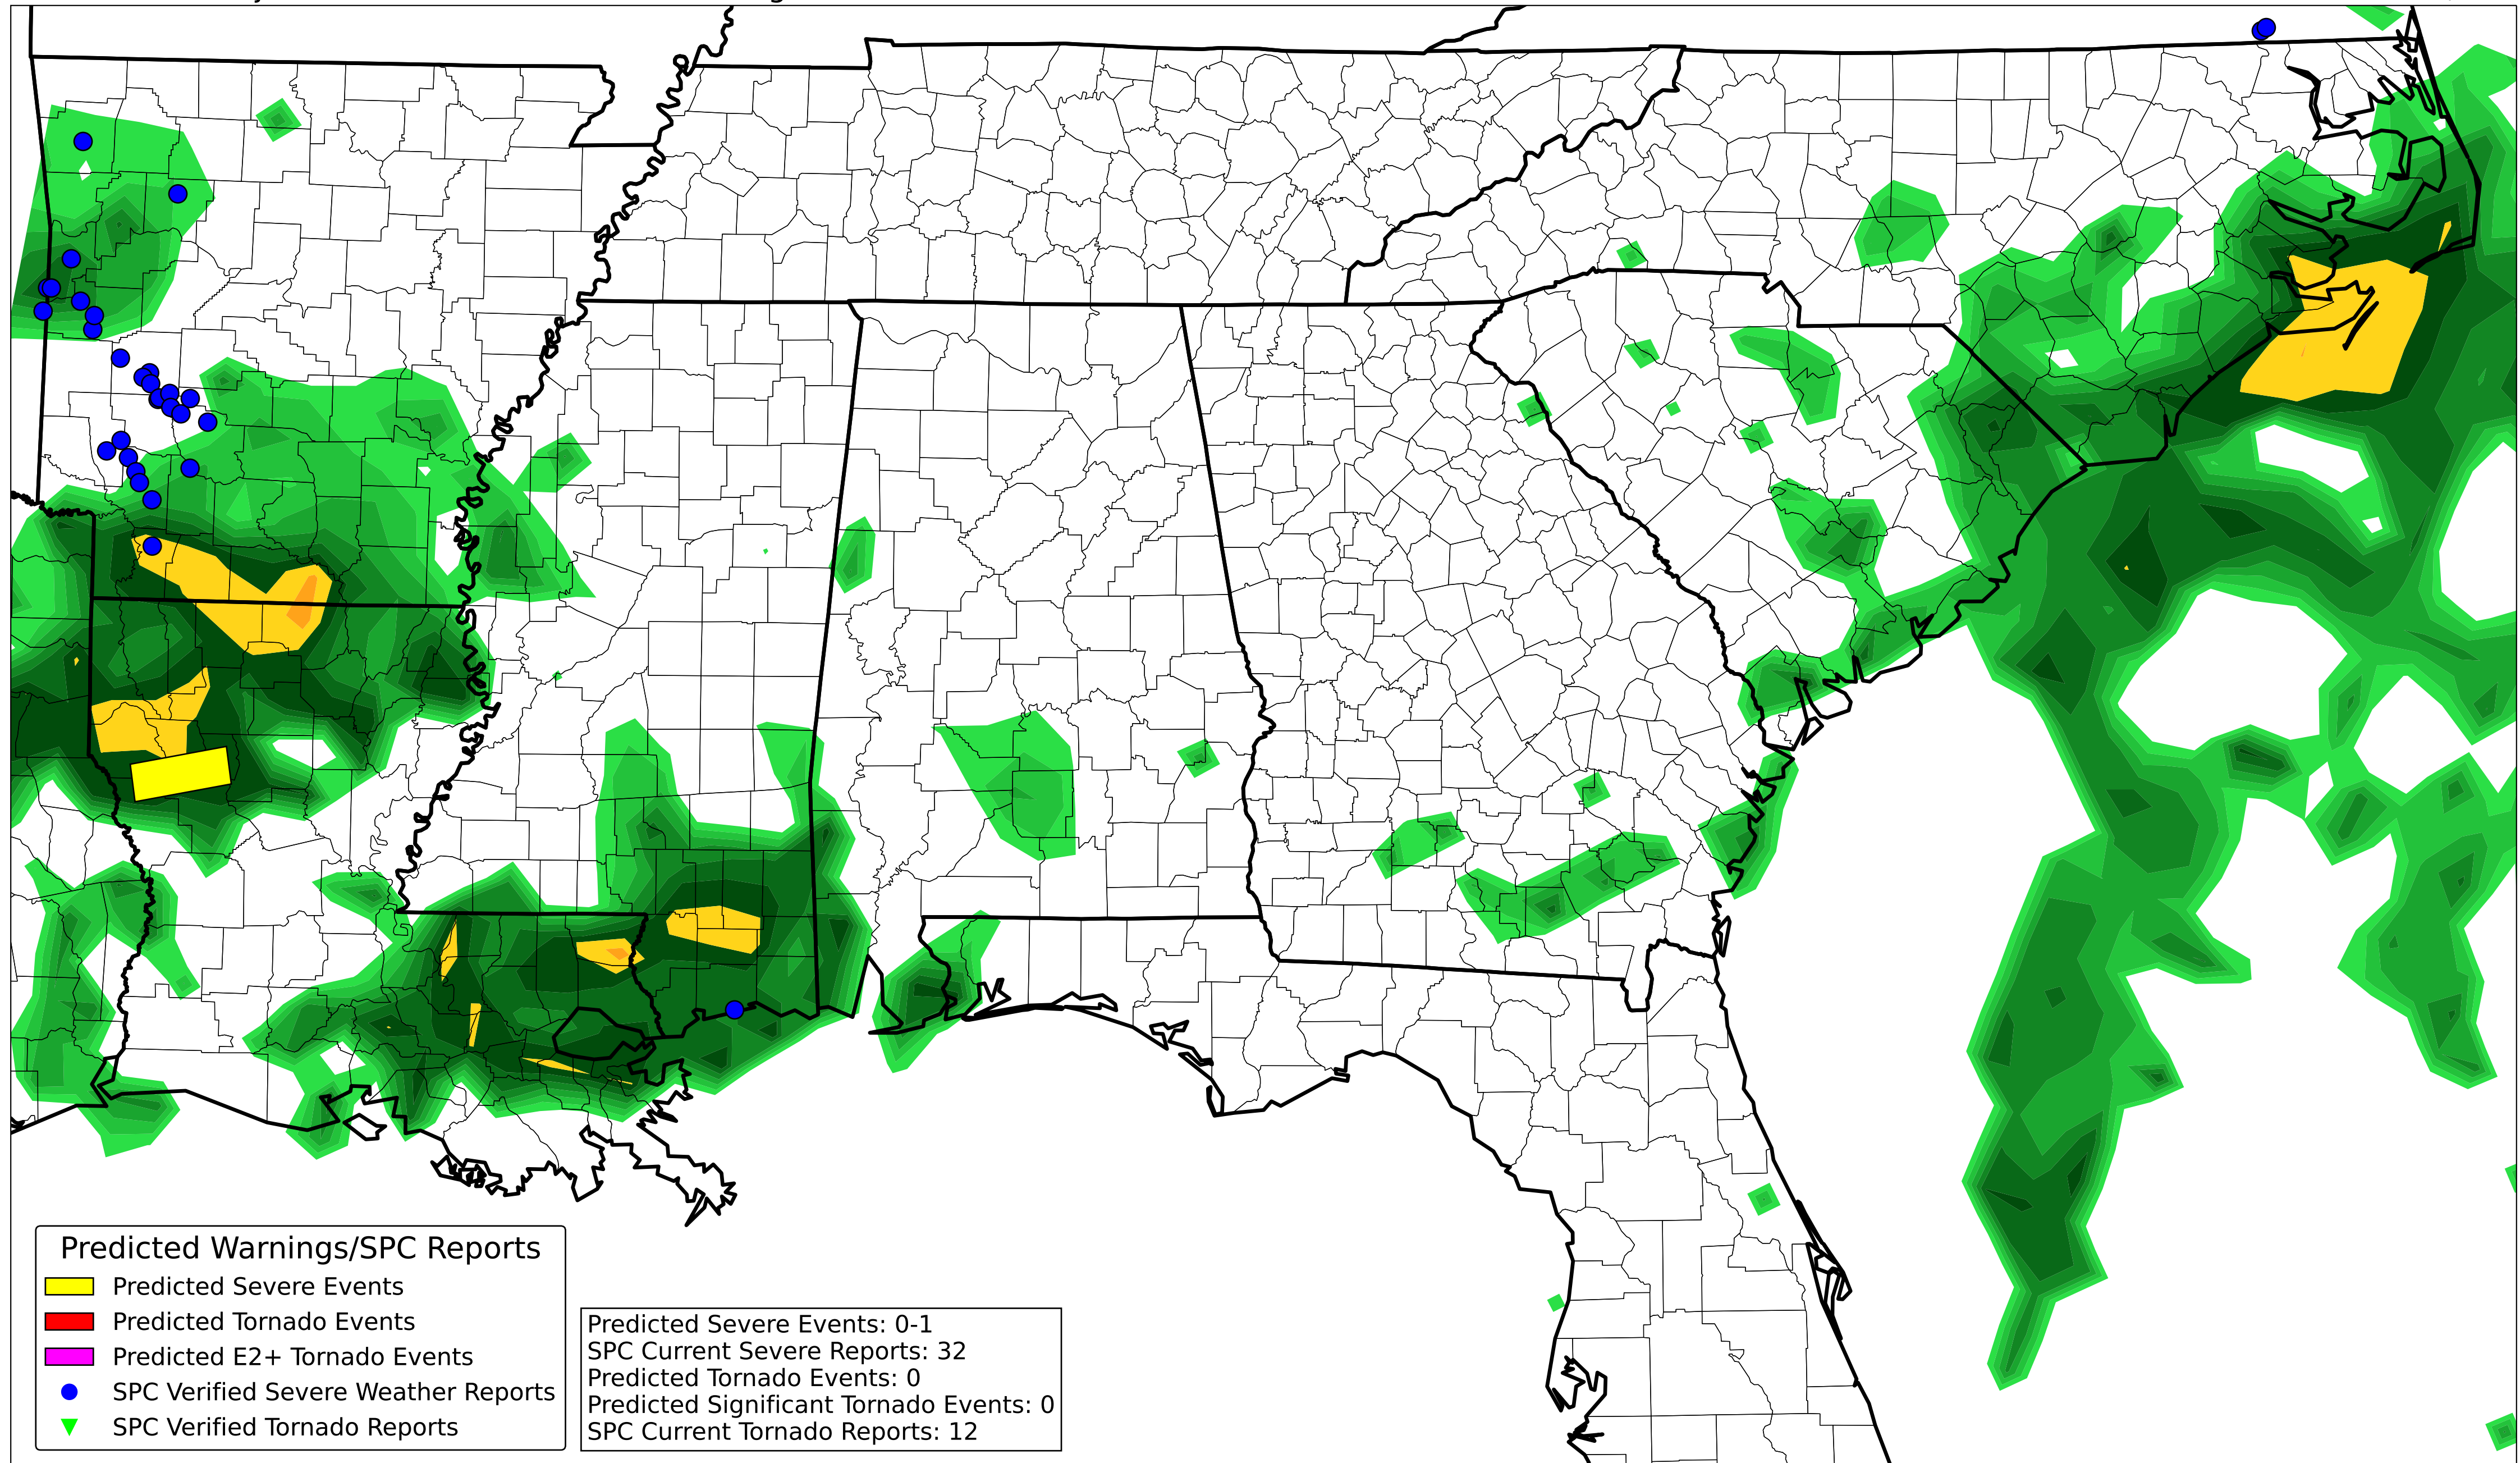 Predicted Warnings/SPC Reports
Predicted Severe Events
Predicted Tornado Events
Predicted E2+ Tornado Events
SPC Verified Severe Weather Reports
SPC Verified Tornado Reports
Predicted Severe Events: 0-1
SPC Current Severe Reports: 32
Predicted Tornado Events: 0
Predicted Significant Tornado Events: 0
SPC Current Tornado Reports: 12